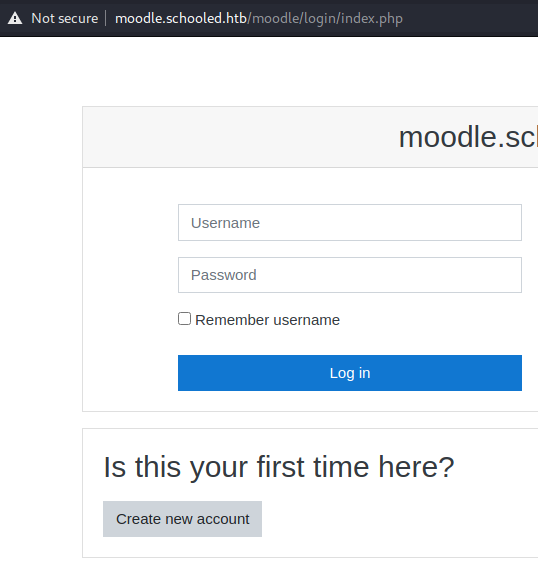 Not secure moodle.schooled.htb/moodle/login/index.php
moodle.sc
Username
Password
Remember username
Log in
Is this your first time here?
Create new account